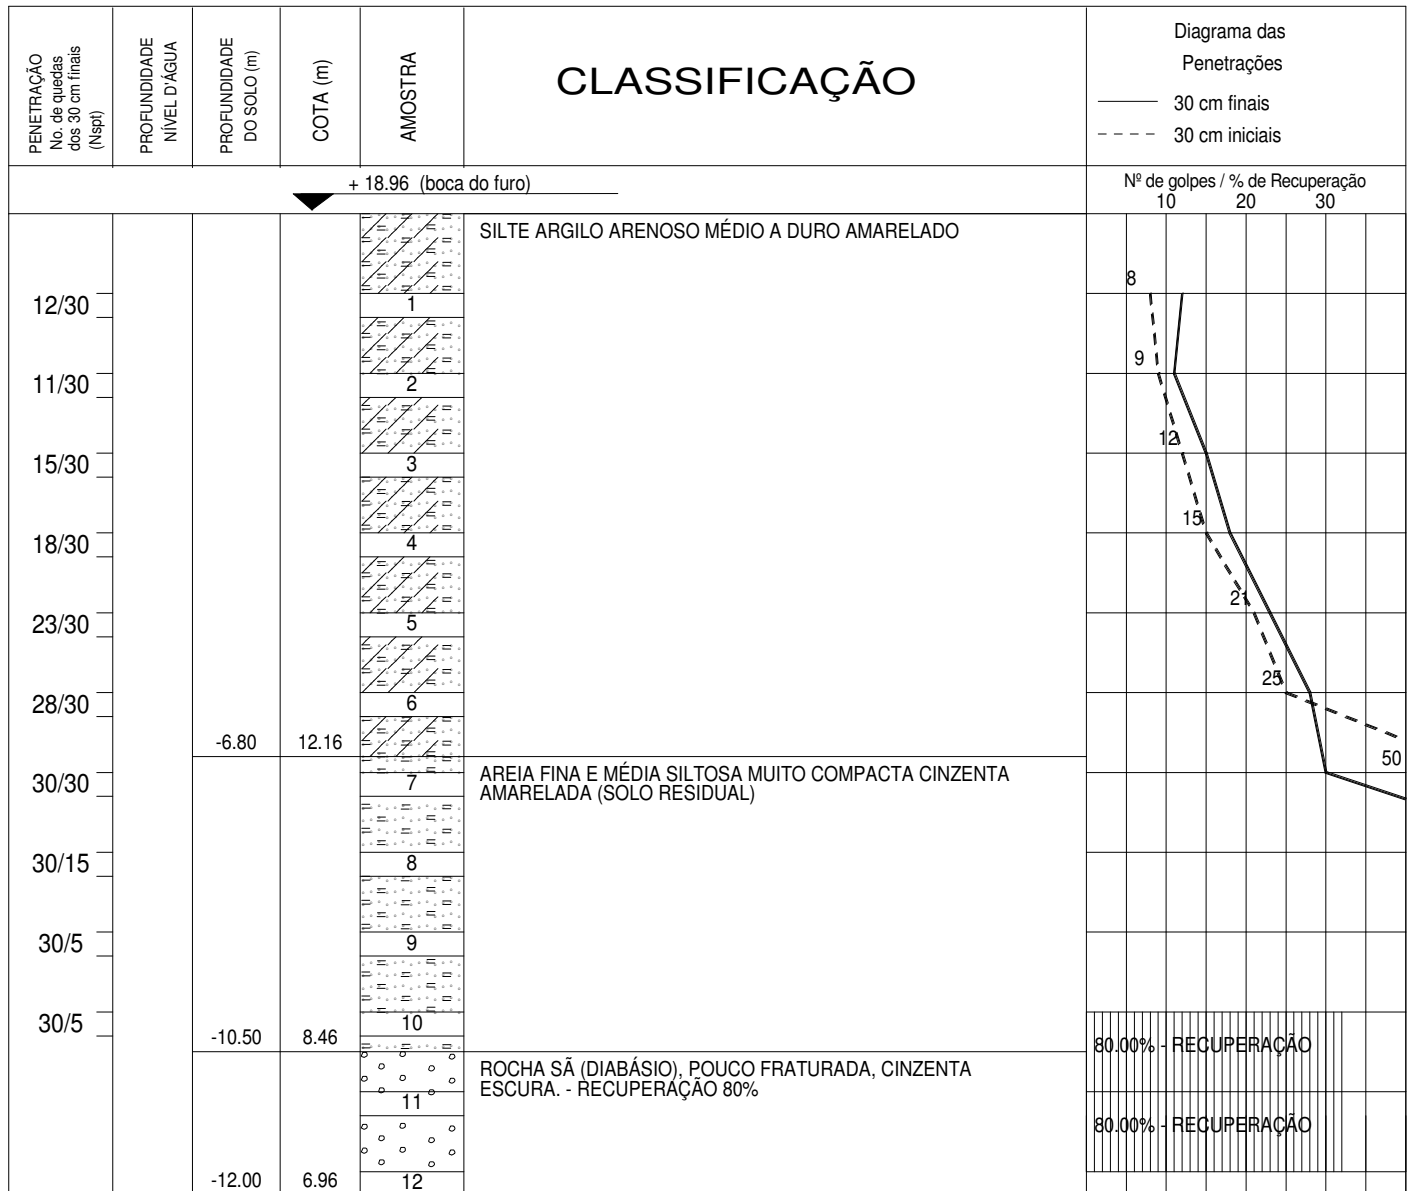 PENETRAÇÃO
No. de quedas
dos 30 cm finais
(Nspt)
PROFUNDIDADE
NÍVEL D'ÁGUA
PROFUNDIDADE
DO SOLO (m)
COTA (m)
AMOSTRA
CLASSIFICAÇÃO
Diagrama das
Penetrações
30 cm finais
30 cm iniciais
+ 18.96 (boca do furo)
Nº de golpes / % de Recuperação
10 20 30
SILTE ARGILO ARENOSO MÉDIO A DURO AMARELADO
8
12/30 1
9
11/30 2
12
15/30 3
15
18/30 4
21
23/30 5
25
28/30 6
-6.80 12.16
50
AREIA FINA E MÉDIA SILTOSA MUITO COMPACTA CINZENTA
AMARELADA (SOLO RESIDUAL)
30/30 7
30/15 8
30/5 9
30/5 10
-10.50 8.46
80.00% - RECUPERAÇÃO
ROCHA SÃ (DIABÁSIO), POUCO FRATURADA, CINZENTA
ESCURA. - RECUPERAÇÃO 80%
11
80.00% - RECUPERAÇÃO
-12.00 6.96 12